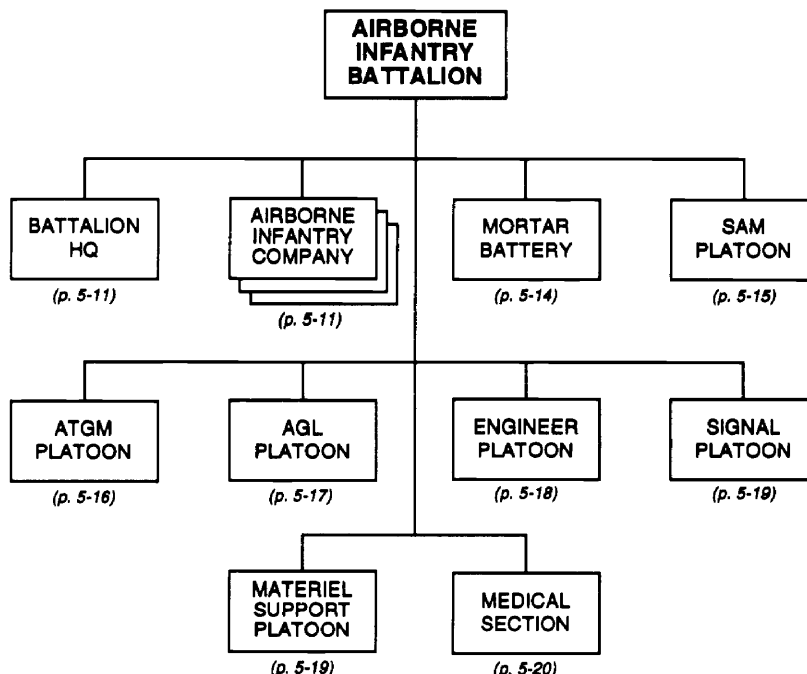 AIRBORNE
INFANTRY
BATTALION
BATTALION
HQ
(p. 5-11)
AIRBORNE
INFANTRY
COMPANY
(p. 5-11)
MORTAR
BATTERY
(p. 5-14)
SAM
PLATOON
(p. 5-15)
ATGM
PLATOON
(p. 5-16)
AGL
PLATOON
(p. 5-17)
ENGINEER
PLATOON
(p. 5-18)
SIGNAL
PLATOON
(p. 5-19)
MATERIEL
SUPPORT
PLATOON
(p. 5-19)
MEDICAL
SECTION
(p. 5-20)